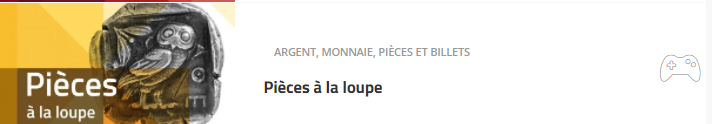 Pièces
à la loupe
ARGENT, MONNAIE, PIÈCES ET BILLETS
Pièces à la loupe